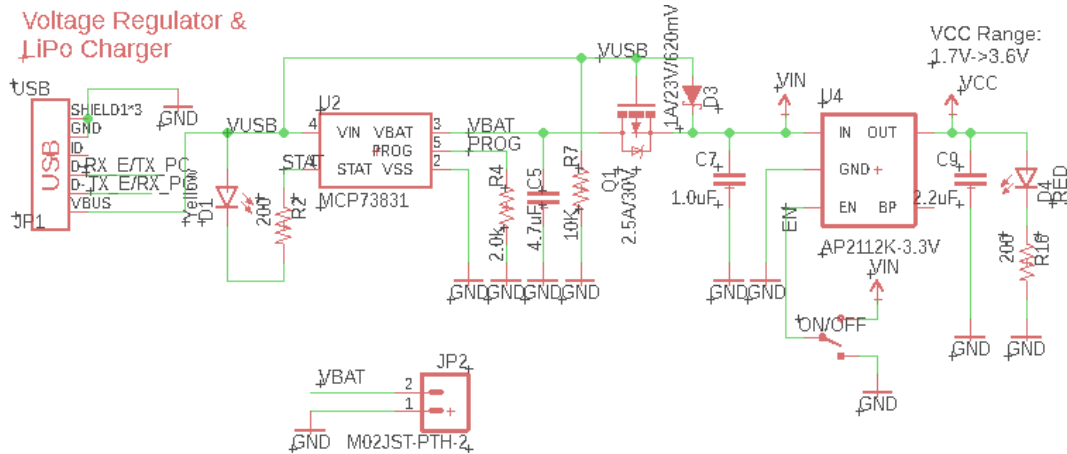 Voltage Regulator &
LiPo Charger
USB
SHIELD1*3
GND
ID
D+
D-
VBUS
USB
JP1
RX_E/TX_PC
TX_E/RX_PC
GND
VUSB
Yellow
D1
200
R2
STAT
U2
4
1
VIN VBAT
PROG
STAT VSS
3
5
2
MCP73831
VBAT
PROG
GND
R4
2.0k
GND
C5
4.7uF
GND
R7
10K
GND
VUSB
Q1
2.5A/30V
1A/23V/620mV
D3
C7
1.0uF
GND
GND
VIN
U4
IN OUT
GND
EN BP
AP2112K-3.3V
EN
VIN
ON/OFF
GND
VCC Range:
1.7V->3.6V
VCC
C9
2.2uF
GND
D4
RED
200
GND
VBAT
JP2
2
1
GND
M02JST-PTH-2